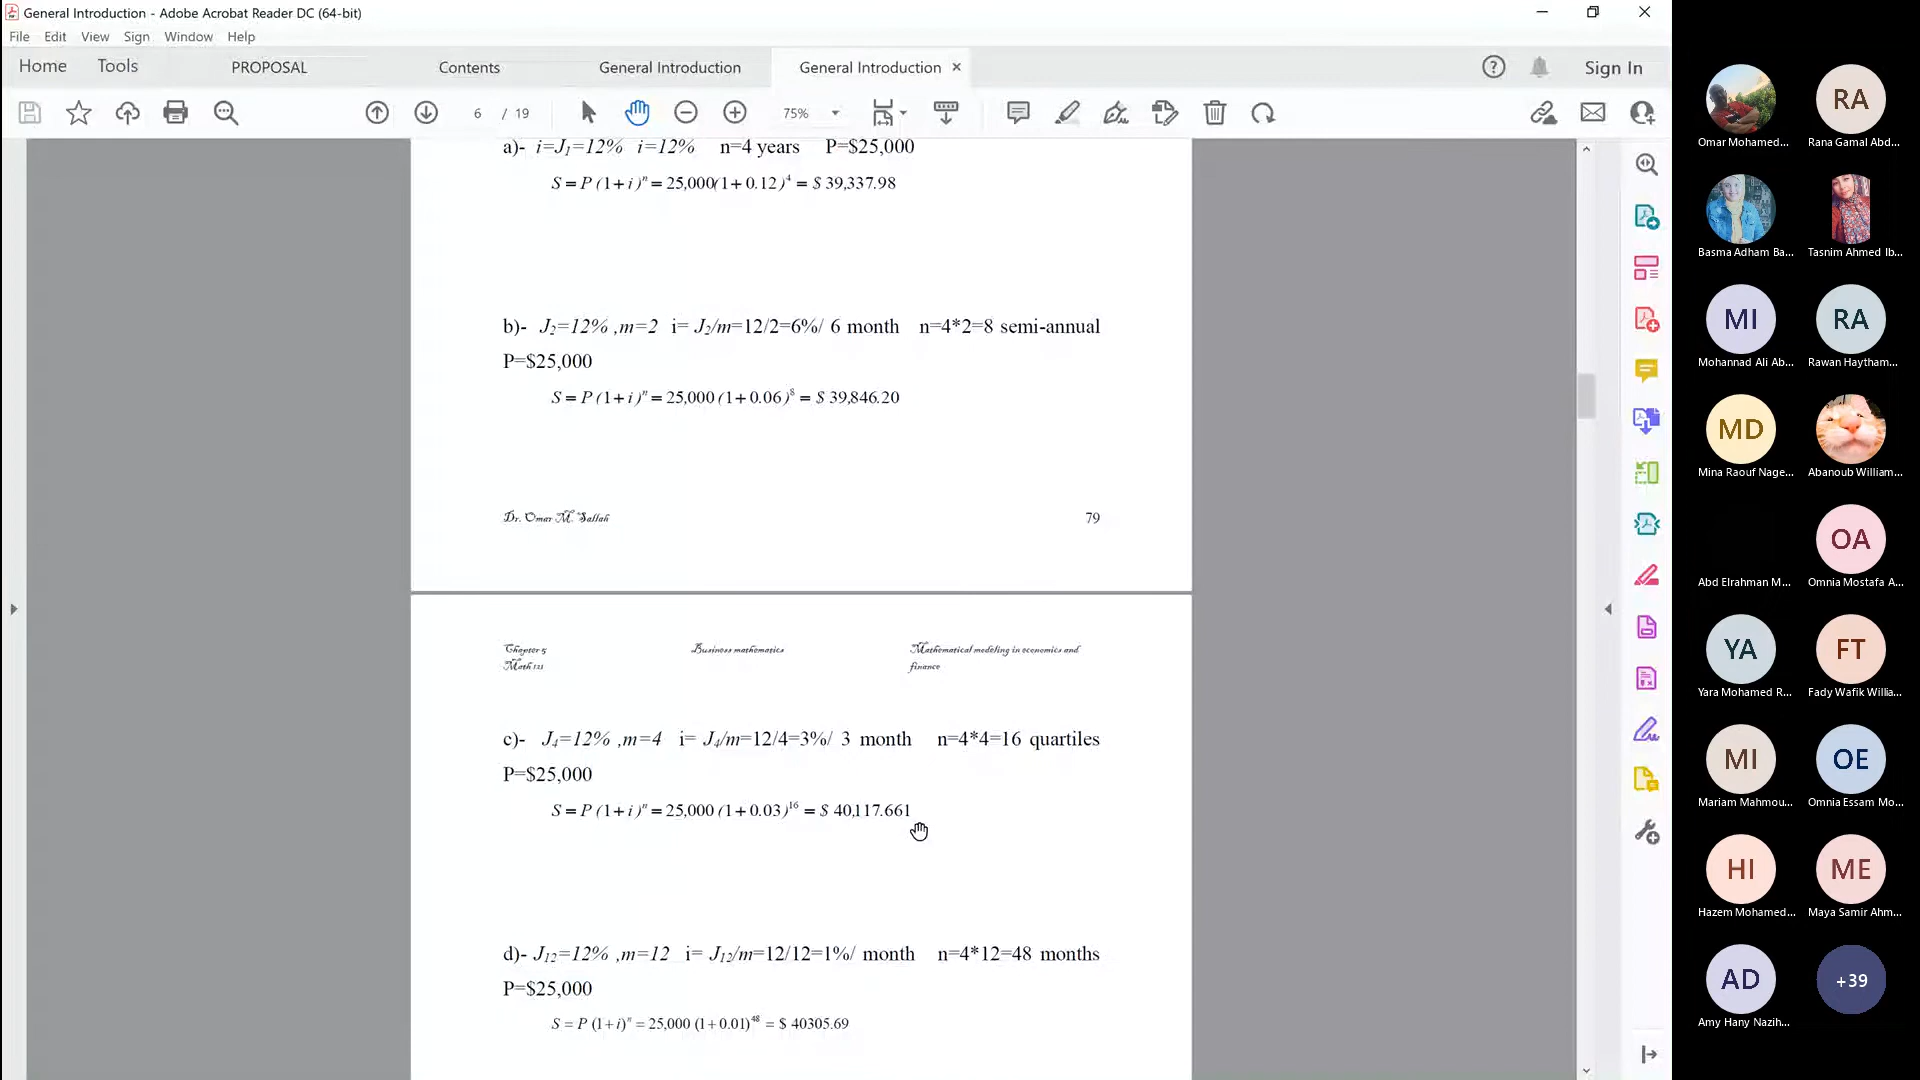 General Introduction - Adobe Acrobat Reader DC (64-bit)
File Edit View Sign Window Help
Home Tools PROPOSAL Contents General Introduction General Introduction × Sign In
6 / 19 75%
a)- i=J1=12% i=12% n=4 years P=$25,000
S = P (1+ i )ⁿ = 25,000(1+ 0.12 )⁴ = $ 39,337.98
b)- J2=12% ,m=2 i= J2/m=12/2=6%/ 6 month n=4*2=8 semi-annual
P=$25,000
S = P (1+ i )ⁿ = 25,000 (1+ 0.06 )⁸ = $ 39,846.20
Dr. Omar M. Sallah 79
Chapter 5 Business mathematics Mathematical modeling in economics and
Math 121 finance
c)- J4=12% ,m=4 i= J4/m=12/4=3%/ 3 month n=4*4=16 quartiles
P=$25,000
S = P (1+ i )ⁿ = 25,000 (1+ 0.03 )¹⁶ = $ 40,117.661
d)- J12=12% ,m=12 i= J12/m=12/12=1%/ month n=4*12=48 months
P=$25,000
S = P (1+i)ⁿ = 25,000 (1+0.01)⁴⁸ = $ 40305.69
RA
Omar Mohamed... Rana Gamal Abd...
Basma Adham Ba... Tasnim Ahmed Ib...
MI RA
Mohannad Ali Ab... Rawan Haytham...
MD
Mina Raouf Nage... Abanoub William...
OA
Abd Elrahman M... Omnia Mostafa A...
YA FT
Yara Mohamed R... Fady Wafik Willia...
MI OE
Mariam Mahmou... Omnia Essam Mo...
HI ME
Hazem Mohamed... Maya Samir Ahm...
AD +39
Amy Hany Nazih...